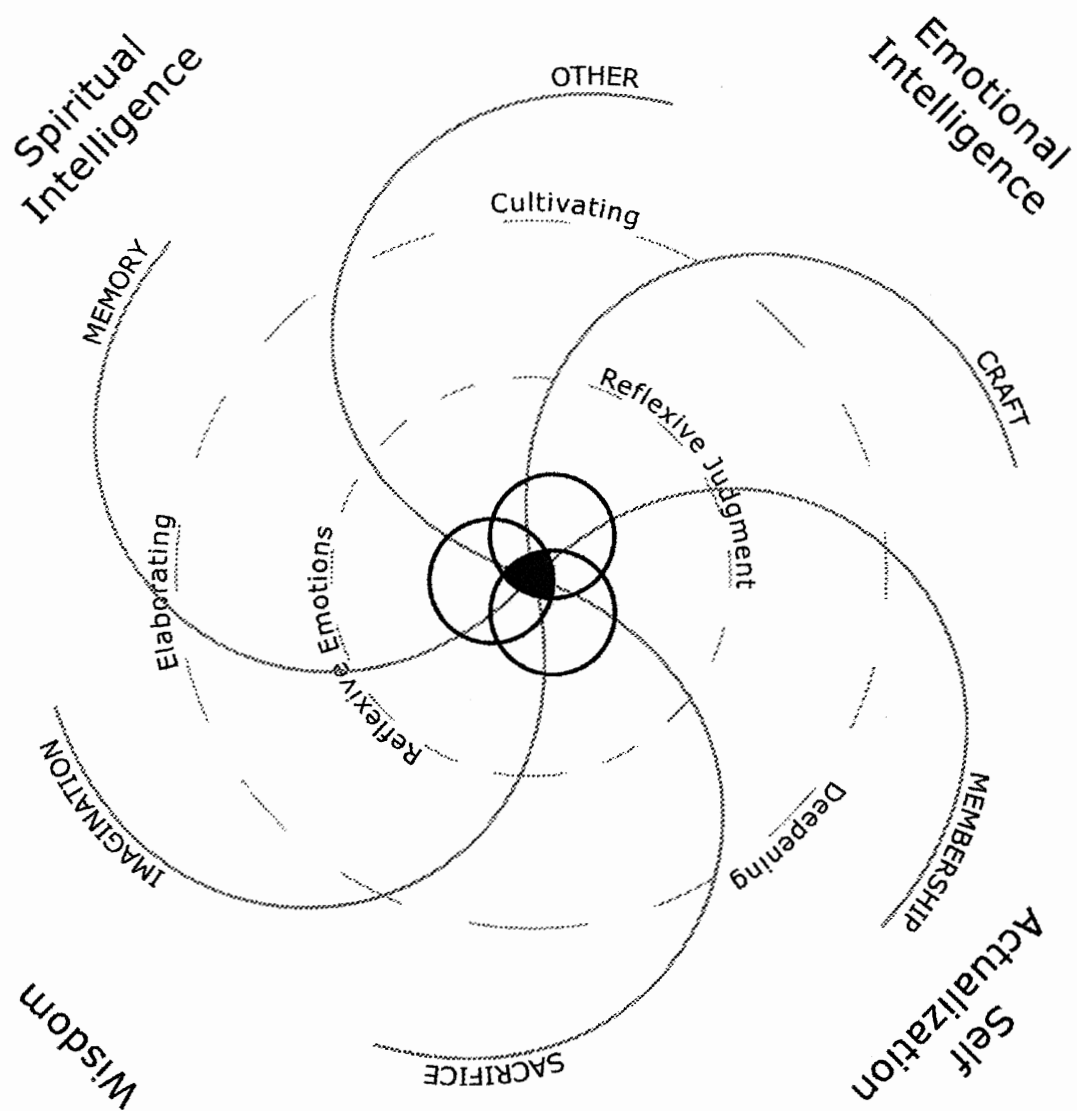 Spiritual
Intelligence
Emotional
Intelligence
OTHER
Cultivating
MEMORY
CRAFT
Reflexive Judgment
Elaborating
Reflexive Emotions
IMAGINATION
Deepening
MEMBERSHIP
SACRIFICE
Wisdom
Self
Actualization